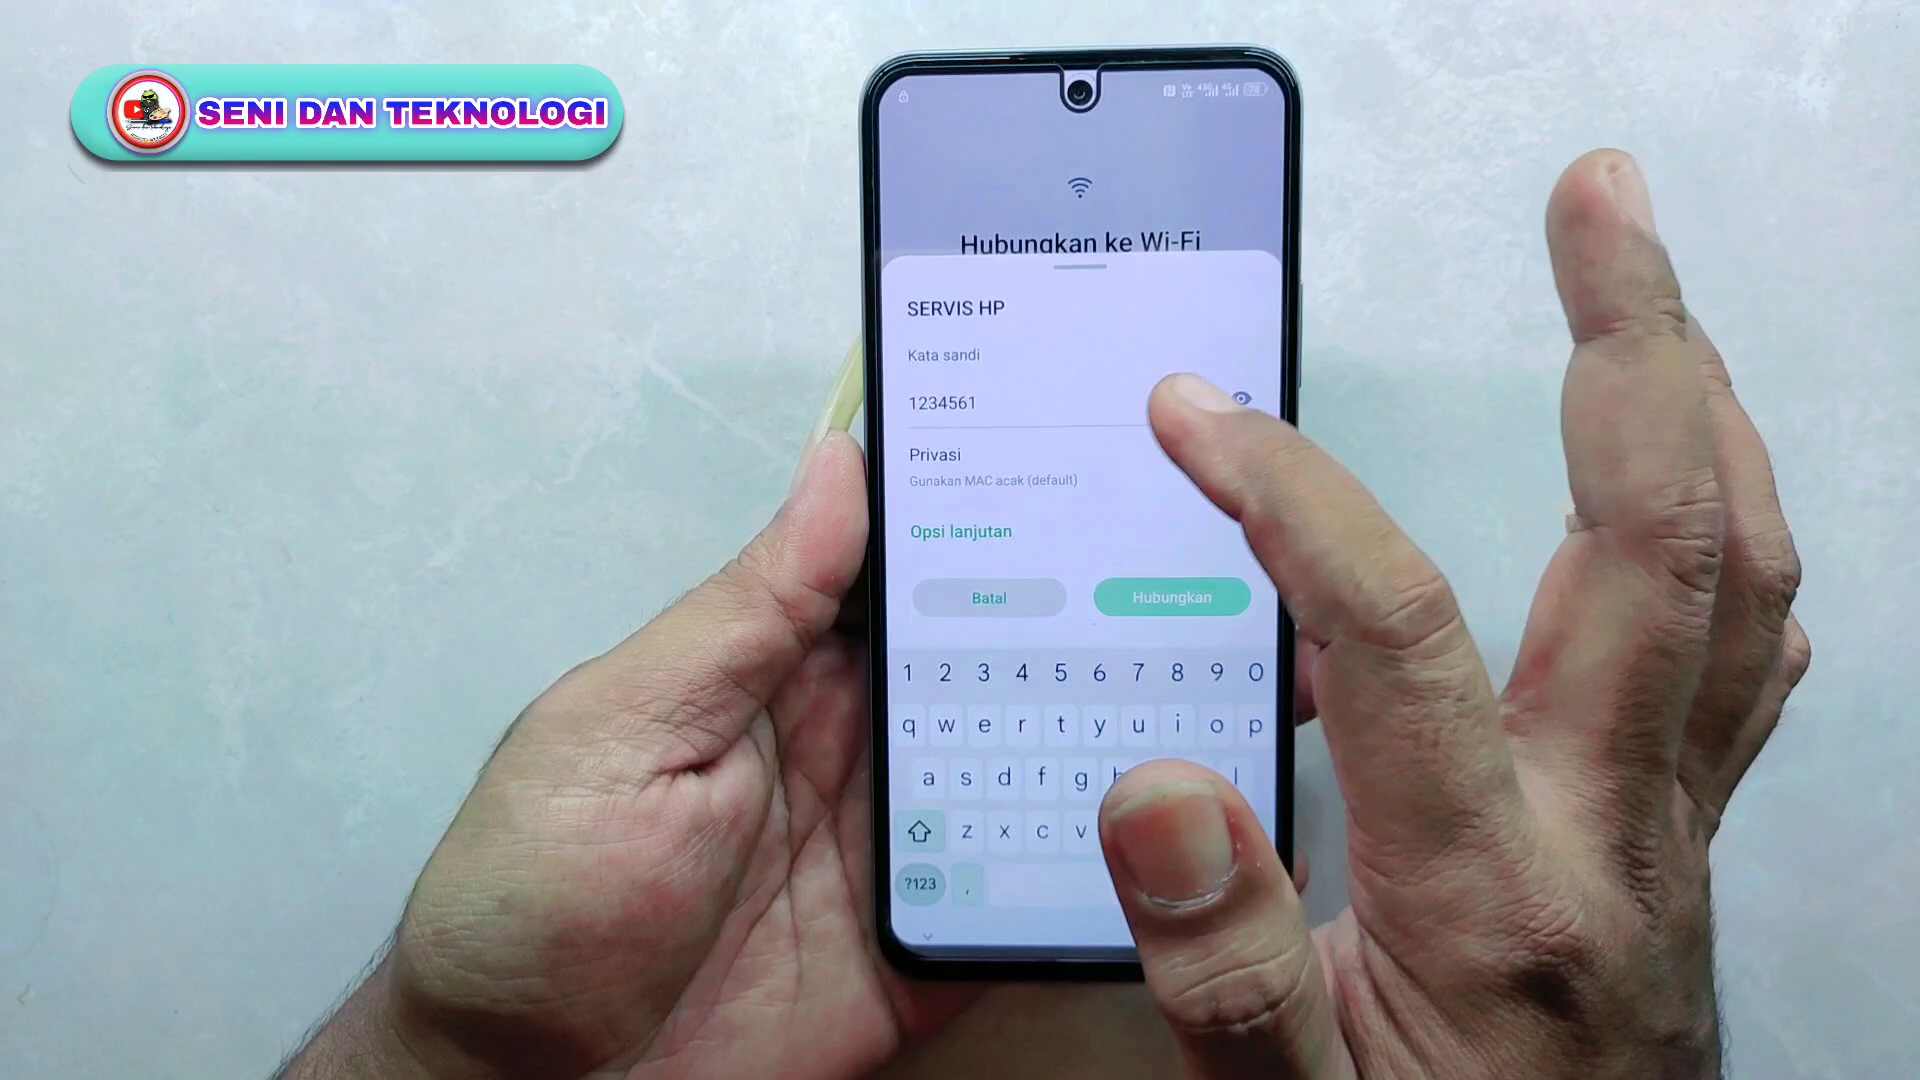 SENI DAN TEKNOLOGI
78
Hubungkan ke Wi-Fi
SERVIS HP
Kata sandi
1234561
Privasi
Gunakan MAC acak (default)
Opsi lanjutan
Batal Hubungkan
1 2 3 4 5 6 7 8 9 0
q w e r t y u i o p
a s d f g h l
z x c v
?123 ,